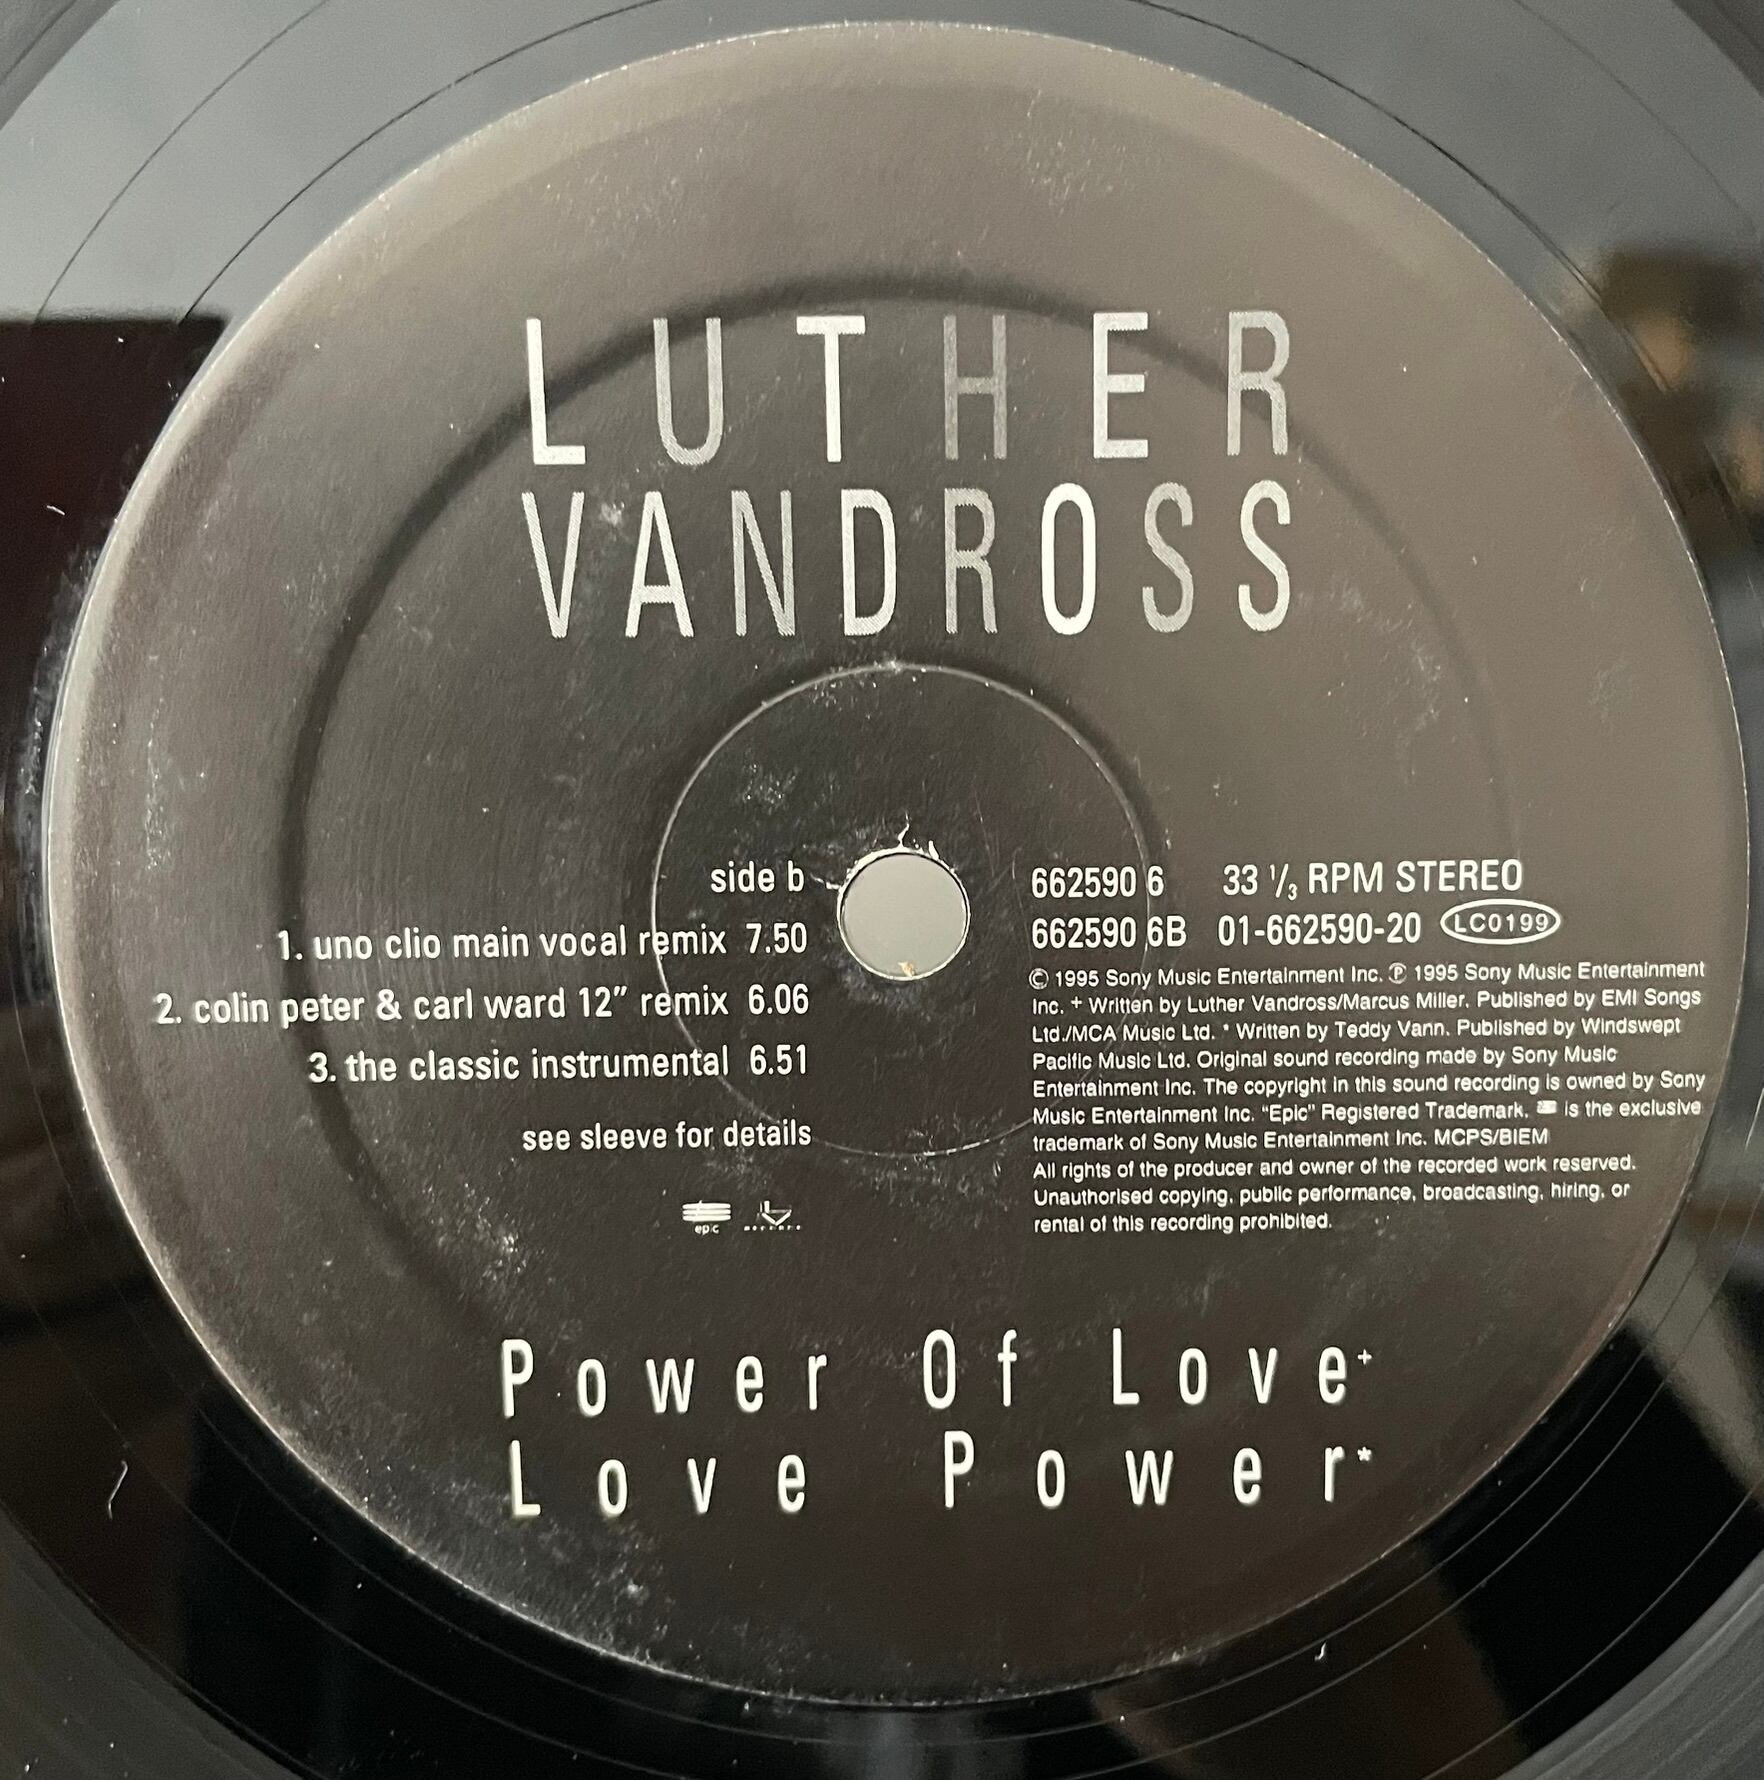 LUTHER
VANDROSS
side b
1. uno clio main vocal remix 7.50
2. colin peter & carl ward 12″ remix 6.06
3. the classic instrumental 6.51
see sleeve for details
epic
662590 6 33 ⅓ RPM STEREO
662590 6B 01-662590-20 LC0199
© 1995 Sony Music Entertainment Inc. ℗ 1995 Sony Music Entertainment
Inc. + Written by Luther Vandross/Marcus Miller. Published by EMI Songs
Ltd./MCA Music Ltd. * Written by Teddy Vann. Published by Windswept
Pacific Music Ltd. Original sound recording made by Sony Music
Entertainment Inc. The copyright in this sound recording is owned by Sony
Music Entertainment Inc. “Epic” Registered Trademark. is the exclusive
trademark of Sony Music Entertainment Inc. MCPS/BIEM
All rights of the producer and owner of the recorded work reserved.
Unauthorised copying, public performance, broadcasting, hiring, or
rental of this recording prohibited.
Power Of Love+
Love Power*